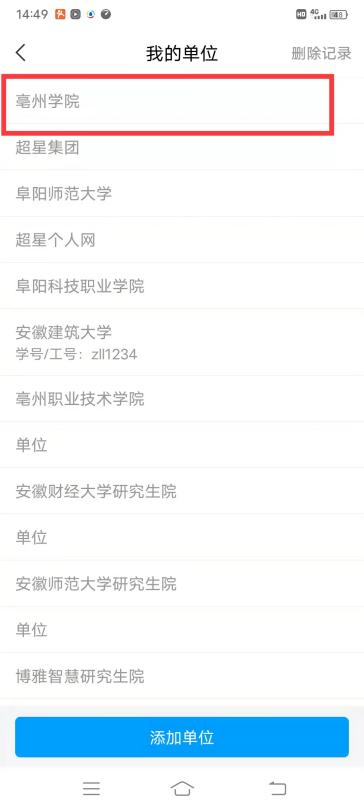 14:49
HD 4G 48
我的单位
删除记录
亳州学院
超星集团
阜阳师范大学
超星个人网
阜阳科技职业学院
安徽建筑大学
学号/工号：zll1234
亳州职业技术学院
单位
安徽财经大学研究生院
单位
安徽师范大学研究生院
单位
博雅智慧研究生院
添加单位